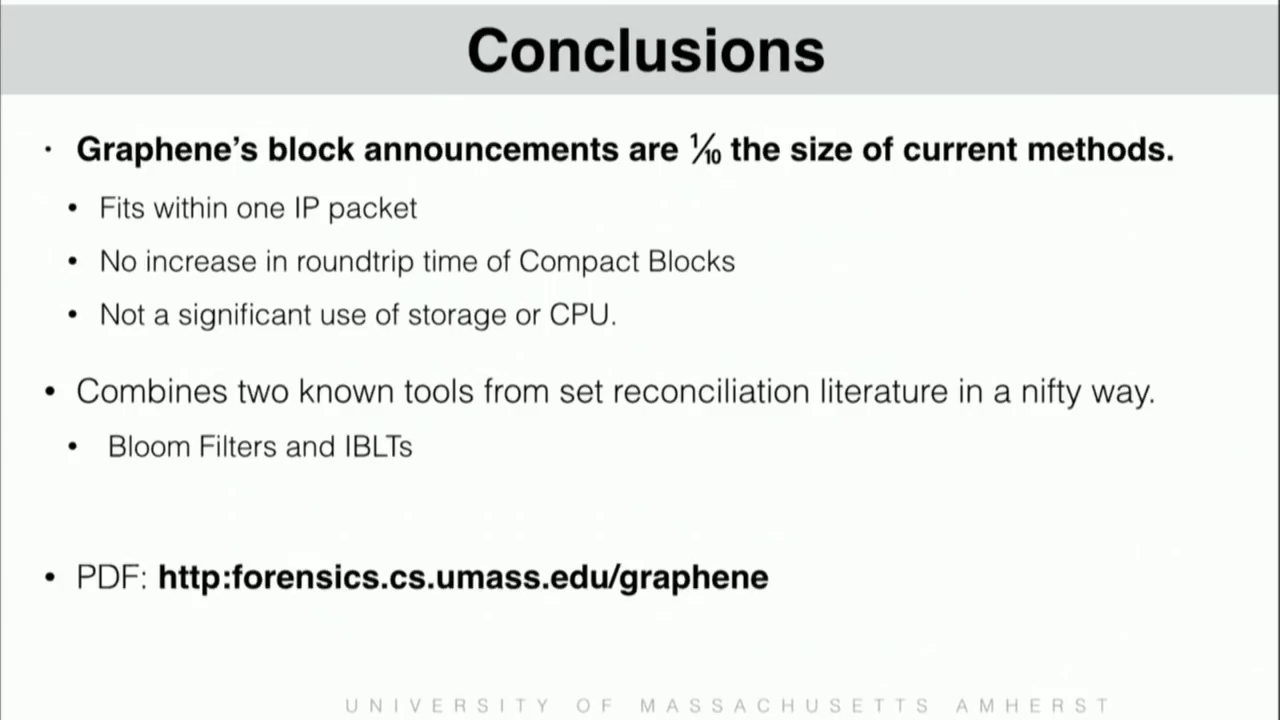 Conclusions
· Graphene's block announcements are ⅒ the size of current methods.
• Fits within one IP packet
• No increase in roundtrip time of Compact Blocks
• Not a significant use of storage or CPU.
• Combines two known tools from set reconciliation literature in a nifty way.
• Bloom Filters and IBLTs
• PDF: http:forensics.cs.umass.edu/graphene
UNIVERSITY OF MASSACHUSETTS AMHERST